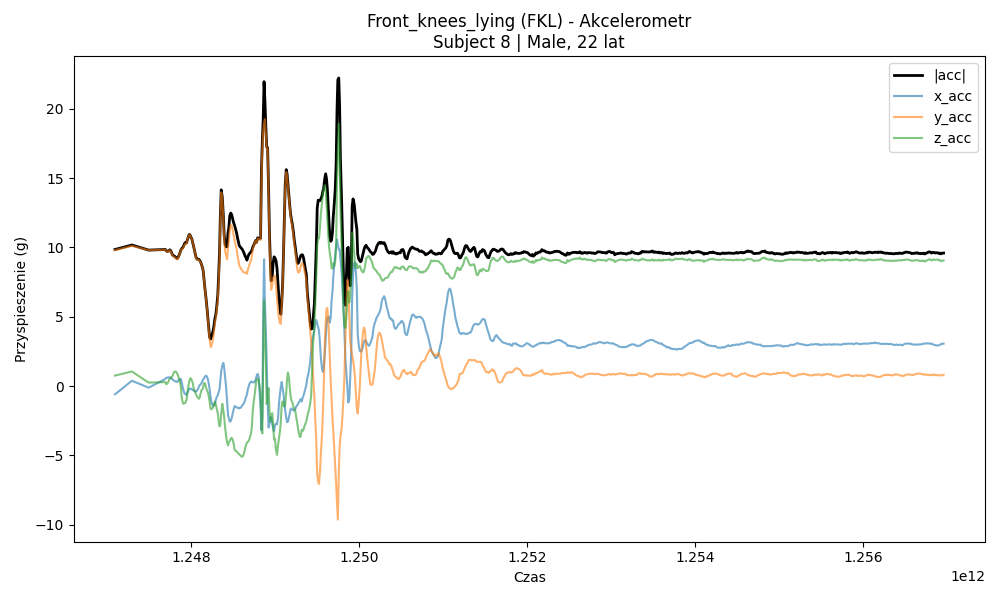 Front_knees_lying (FKL) - Akcelerometr
Subject 8 | Male, 22 lat
|acc|
x_acc
y_acc
z_acc
Przyspieszenie (g)
20
15
10
5
0
−5
−10
1.248
1.250
1.252
1.254
1.256
1e12
Czas